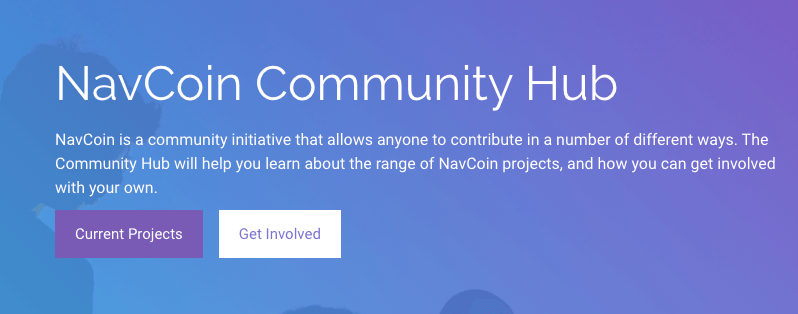 NavCoin Community Hub
NavCoin is a community initiative that allows anyone to contribute in a number of different ways. The
Community Hub will help you learn about the range of NavCoin projects, and how you can get involved
with your own.
Current Projects Get Involved